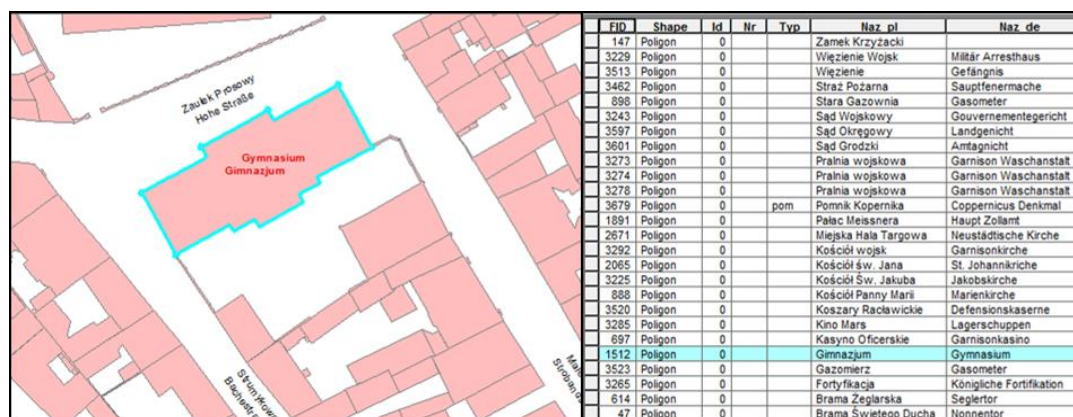 Zaułek Prosowy
Hohe Straße
Gymnasium
Gimnazjum
FID Shape Id Nr Typ Naz_pl Naz_de
147 Poligon 0 Zamek Krzyżacki
3229 Poligon 0 Więzienie Wojsk Militär Arresthaus
3513 Poligon 0 Więzienie Gefängnis
3462 Poligon 0 Straż Pożarna Sauptfenermache
898 Poligon 0 Stara Gazownia Gasometer
3243 Poligon 0 Sąd Wojskowy Gouvernementegericht
3597 Poligon 0 Sąd Okręgowy Landgenicht
3601 Poligon 0 Sąd Grodzki Amtagnicht
3273 Poligon 0 Pralnia wojskowa Garnison Waschanstalt
3274 Poligon 0 Pralnia wojskowa Garnison Waschanstalt
3278 Poligon 0 Pralnia wojskowa Garnison Waschanstalt
3679 Poligon 0 pom Pomnik Kopernika Coppernicus Denkmal
1891 Poligon 0 Pałac Meissnera Haupt Zollamt
2671 Poligon 0 Miejska Hala Targowa Neustädtische Kirche
3292 Poligon 0 Kościół wojsk Garnisonkirche
2065 Poligon 0 Kościół św. Jana St. Johannikriche
3225 Poligon 0 Kościół Św. Jakuba Jakobskirche
888 Poligon 0 Kościół Panny Marii Marienkirche
3520 Poligon 0 Koszary Racławickie Defensionskaserne
3285 Poligon 0 Kino Mars Lagerschuppen
697 Poligon 0 Kasyno Oficerskie Garnisonkasino
1512 Poligon 0 Gimnazjum Gymnasium
3523 Poligon 0 Gazomierz Gasometer
3265 Poligon 0 Fortyfikacja Königliche Fortifikation
614 Poligon 0 Brama Żeglarska Seglertor
47 Poligon 0 Brama Świętego Ducha Nonnentor